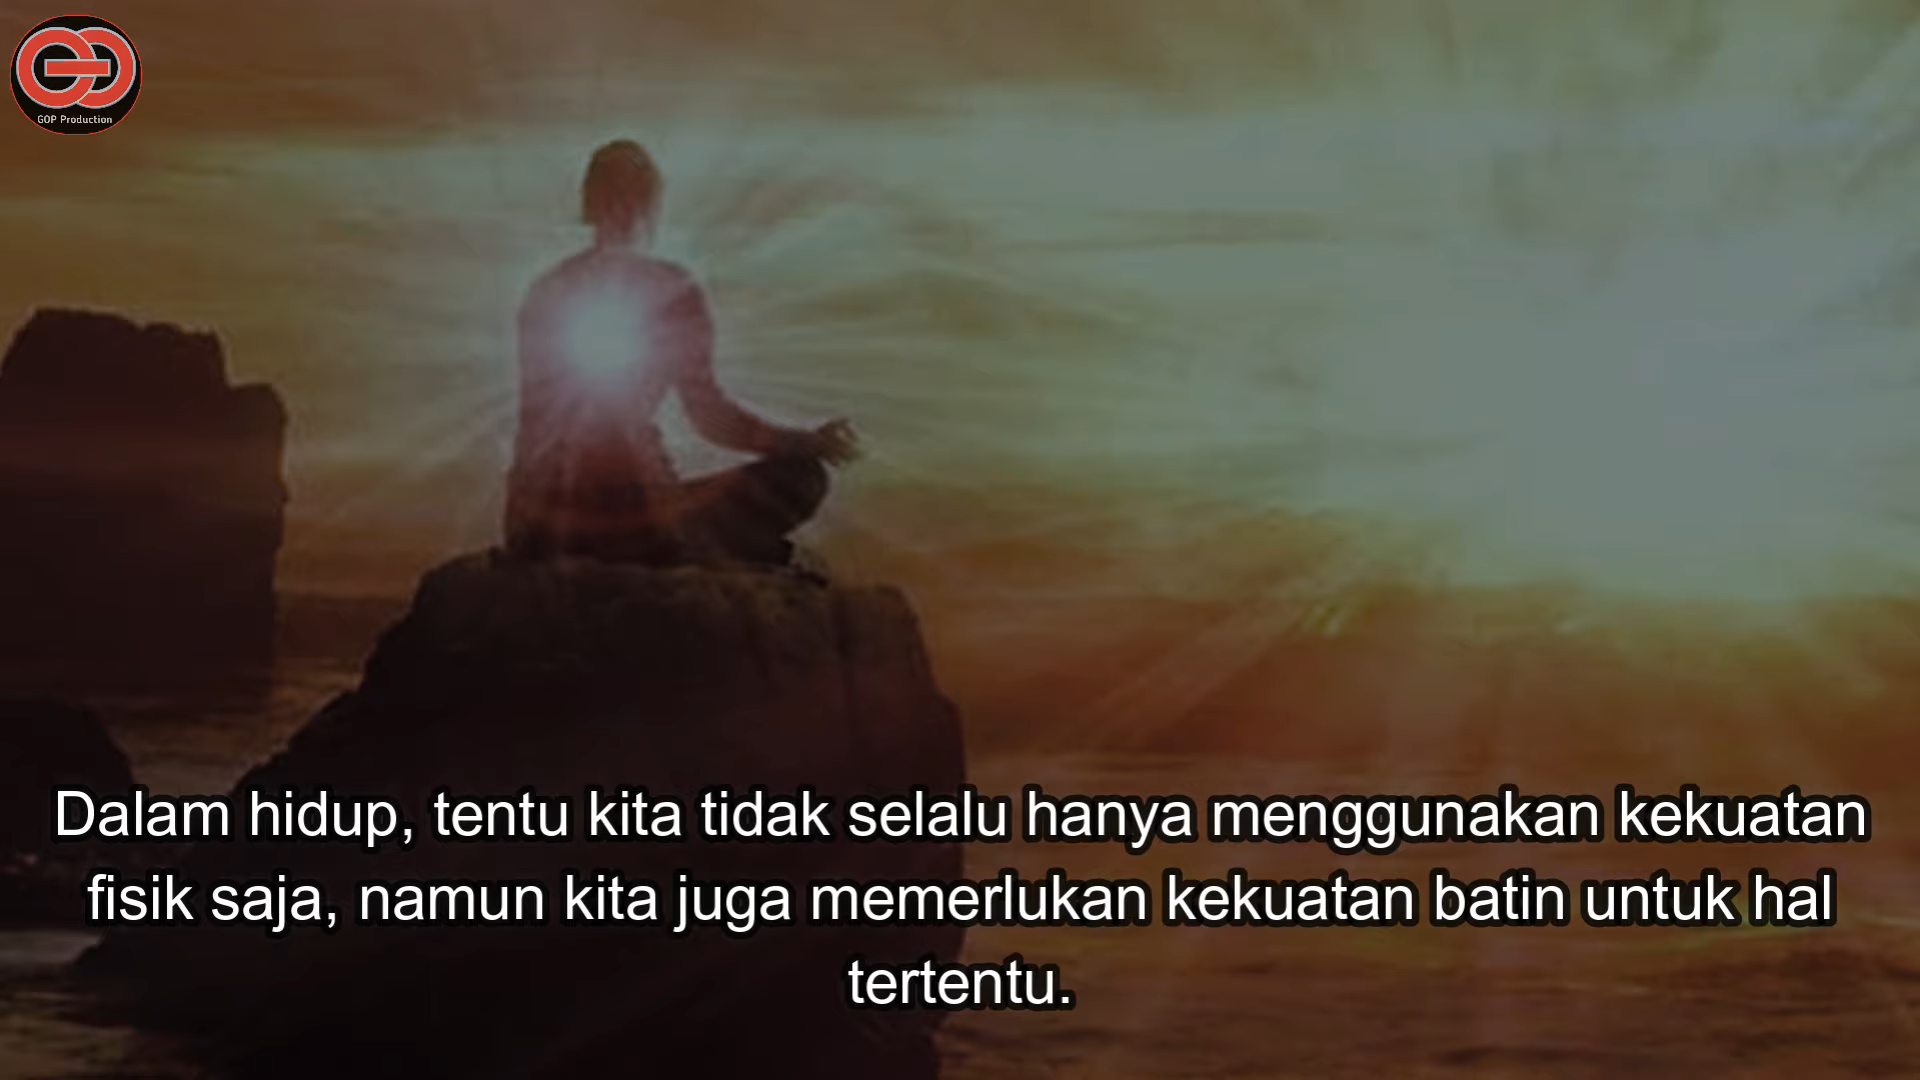 GOP Production
Dalam hidup, tentu kita tidak selalu hanya menggunakan kekuatan
fisik saja, namun kita juga memerlukan kekuatan batin untuk hal
tertentu.